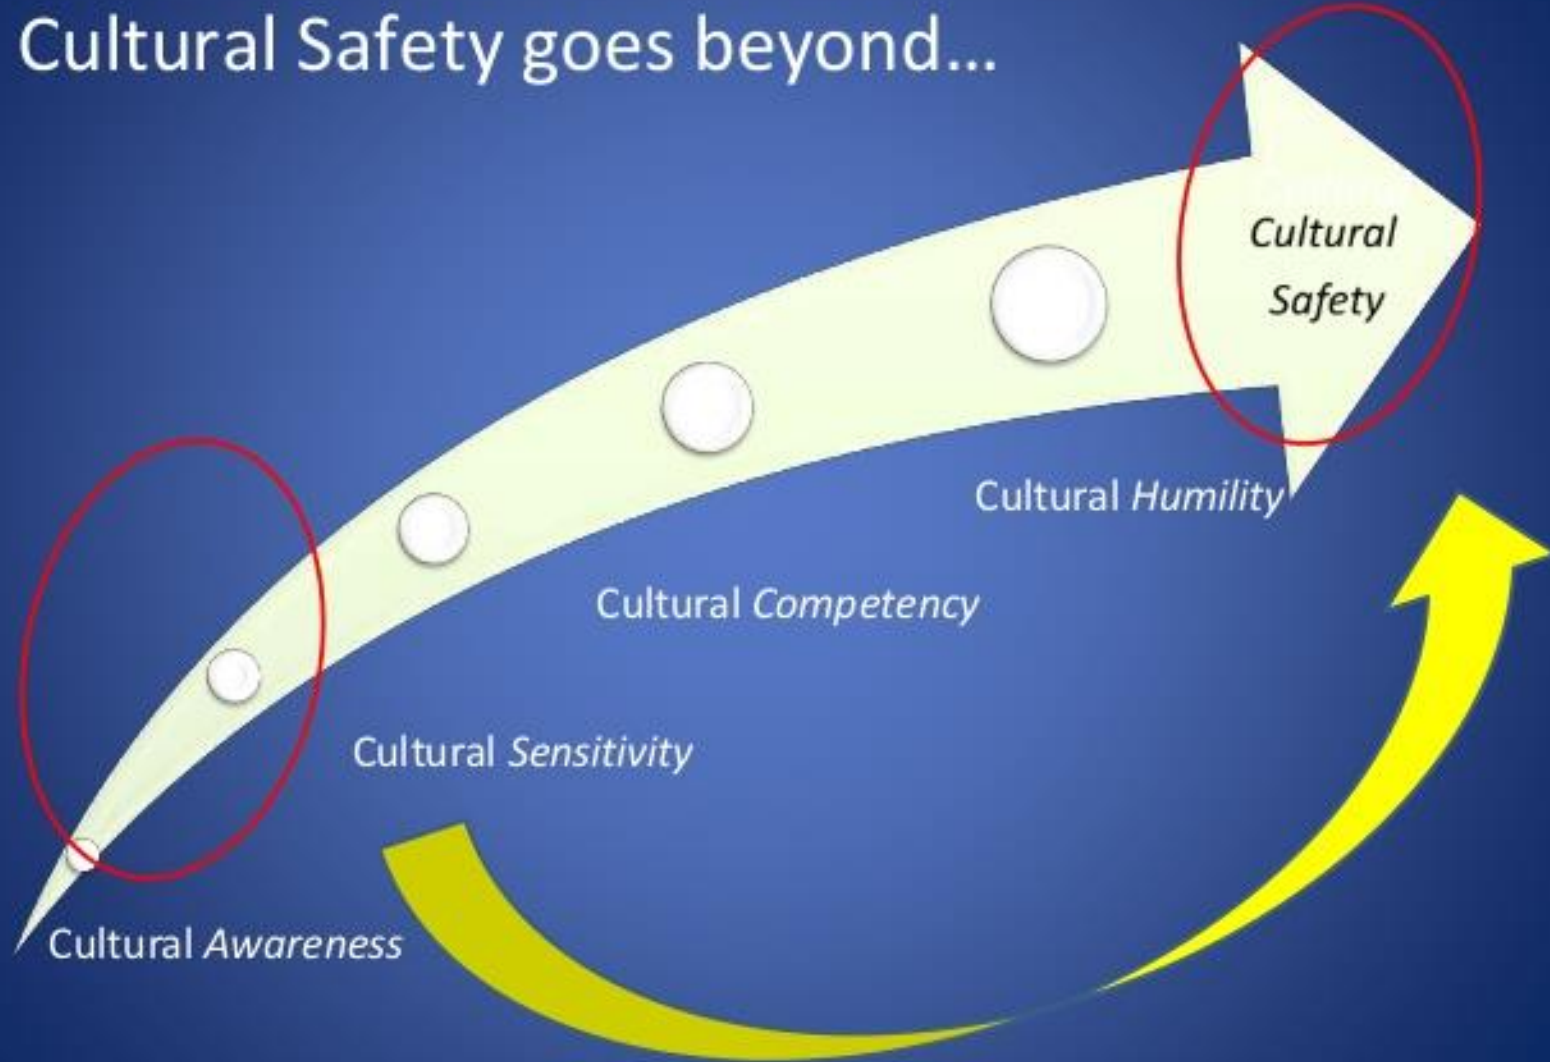 Cultural Safety goes beyond...
Cultural
Safety
Cultural Humility
Cultural Competency
Cultural Sensitivity
Cultural Awareness